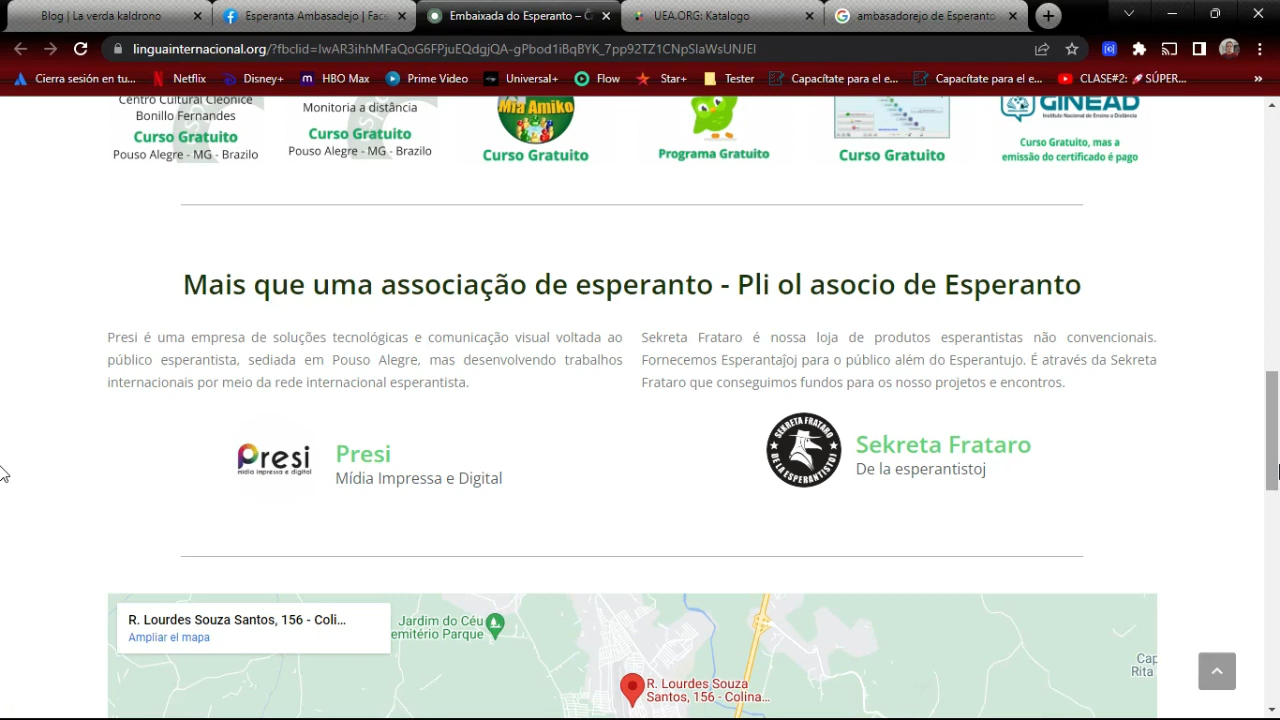 Blog | La verda kaldrono
Esperanta Ambasadejo | Face
Embaixada do Esperanto – C
UEA.ORG: Katalogo
ambasadorejo de Esperanto
linguainternacional.org/?fbclid=IwAR3ihhMFaQoG6FPjuEQdgjQA-gPbod1iBqBYK_7pp92TZ1CNpSIaWsUNJEI
Cierra sesión en tu...
Netflix
Disney+
HBO Max
Prime Video
Universal+
Flow
Star+
Tester
Capacítate para el e...
Capacítate para el e...
CLASE#2: 🚀SÚPER...
»
Centro Cultural Cleonice
Bonillo Fernandes
Curso Gratuito
Pouso Alegre - MG - Brazilo
Monitoria a distância
Curso Gratuito
Pouso Alegre - MG - Brazilo
Mia Amiko
Curso Gratuito
Programa Gratuito
Curso Gratuito
GINEAD
Instituto Nacional de Ensino a Distância
Curso Gratuito, mas a
emissão do certificado é pago
Mais que uma associação de esperanto - Pli ol asocio de Esperanto
Presi é uma empresa de soluções tecnológicas e comunicação visual voltada ao
público esperantista, sediada em Pouso Alegre, mas desenvolvendo trabalhos
internacionais por meio da rede internacional esperantista.
Sekreta Frataro é nossa loja de produtos esperantistas não convencionais.
Fornecemos Esperantaĵoj para o público além do Esperantujo. É através da Sekreta
Frataro que conseguimos fundos para os nosso projetos e encontros.
Presi
mídia impressa e digital
Presi
Mídia Impressa e Digital
SEKRETA FRATARO
DE LA ESPERANTISTOJ
Sekreta Frataro
De la esperantistoj
R. Lourdes Souza Santos, 156 - Coli...
Ampliar el mapa
Jardim do Céu
emitério Parque
R. Lourdes Souza
Santos, 156 - Colina...
Cap
Rita